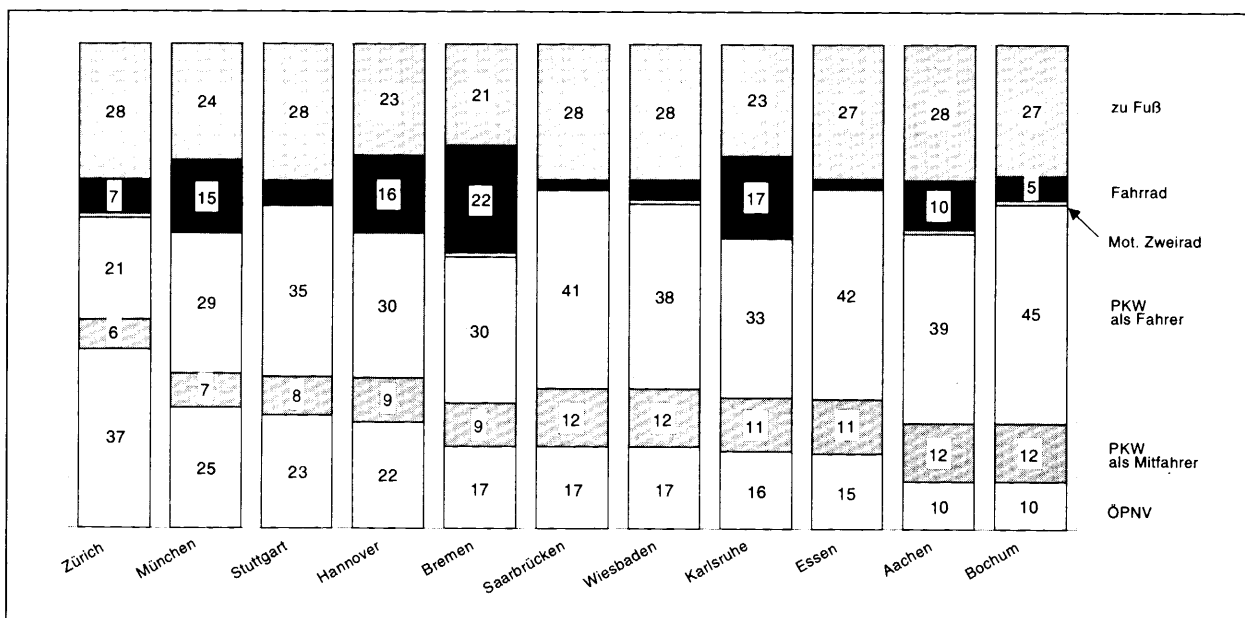 28 24 28 23 21 28 28 23 27 28 27 zu Fuß
7 15 16 22 17 10 5 Fahrrad
Mot. Zweirad
21 29 35 30 30 41 38 33 42 39 45 PKW
als Fahrer
6 7 8 9 9 12 12 11 11 12 12 PKW
als Mitfahrer
37 25 23 22 17 17 17 16 15 10 10 ÖPNV
Zürich München Stuttgart Hannover Bremen Saarbrücken Wiesbaden Karlsruhe Essen Aachen Bochum